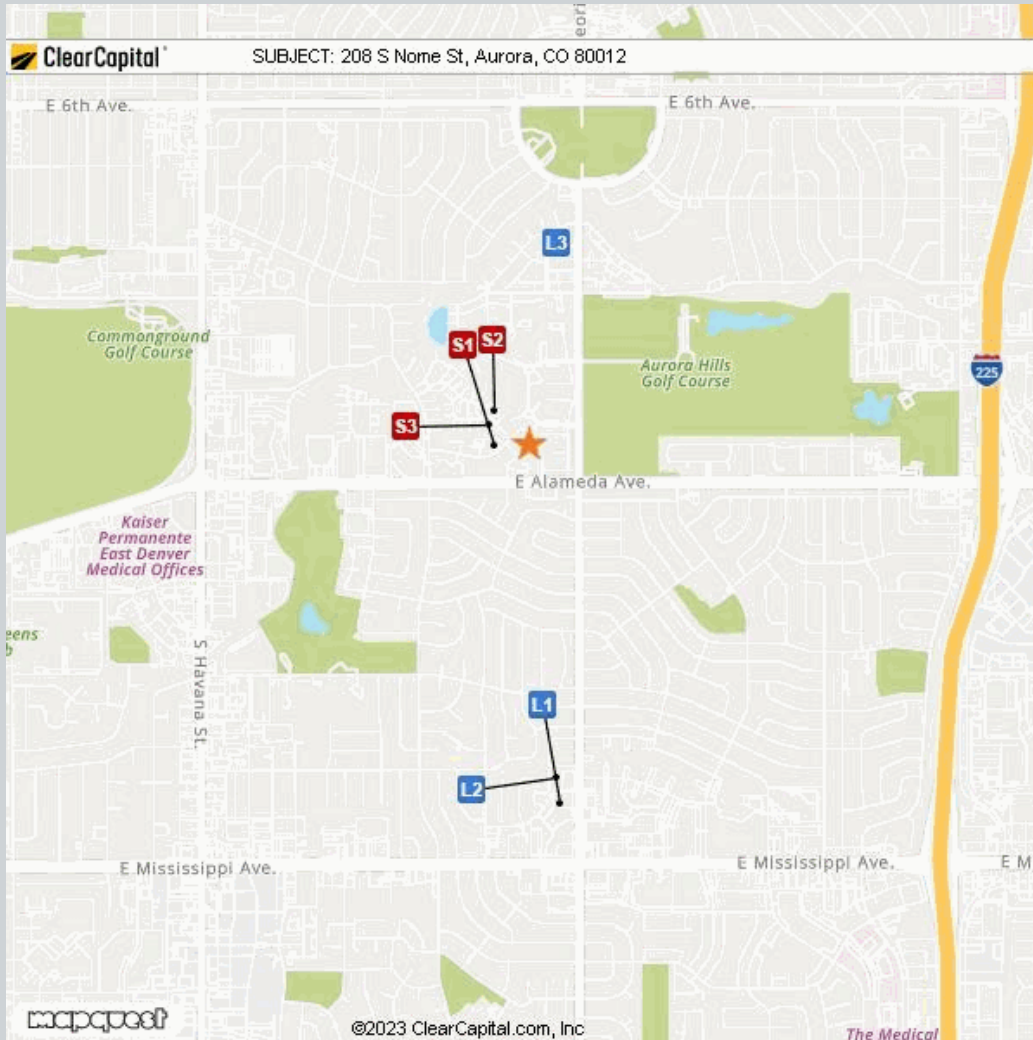 eori
ClearCapital
SUBJECT: 208 S Nome St, Aurora, CO 80012
E 6th Ave.
E 6th Ave.
L3
Commonground
Golf Course
S1
S2
Aurora Hills
Golf Course
225
S3
E Alameda Ave.
Kaiser
Permanente
East Denver
Medical Offices
eens
b
S Havana St.
L1
L2
E Mississippi Ave.
E Mississippi Ave.
E M
mapquest
©2023 ClearCapital.com, Inc
The Medical